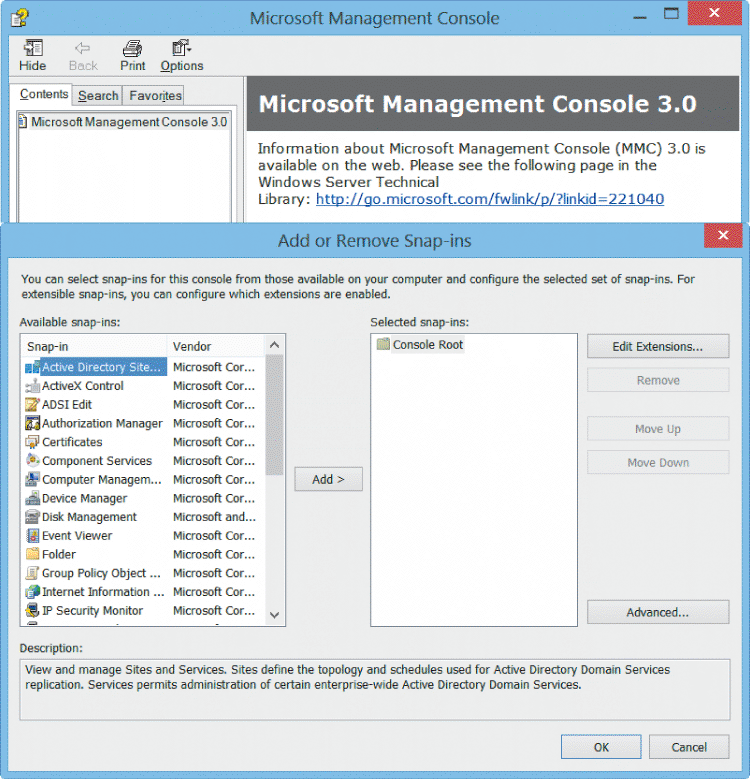 Microsoft Management Console
Hide Back Print Options
Contents Search Favorites
Microsoft Management Console 3.0
Microsoft Management Console 3.0
Information about Microsoft Management Console (MMC) 3.0 is
available on the web. Please see the following page in the
Windows Server Technical
Library: http://go.microsoft.com/fwlink/p/?linkid=221040
Add or Remove Snap-ins
You can select snap-ins for this console from those available on your computer and configure the selected set of snap-ins. For
extensible snap-ins, you can configure which extensions are enabled.
Available snap-ins:
Snap-in Vendor
Active Directory Site... Microsoft Cor...
ActiveX Control Microsoft Cor...
ADSI Edit Microsoft Cor...
Authorization Manager Microsoft Cor...
Certificates Microsoft Cor...
Component Services Microsoft Cor...
Computer Managem... Microsoft Cor...
Device Manager Microsoft Cor...
Disk Management Microsoft and...
Event Viewer Microsoft Cor...
Folder Microsoft Cor...
Group Policy Object ... Microsoft Cor...
Internet Information ... Microsoft Cor...
IP Security Monitor Microsoft Cor...
Add >
Selected snap-ins:
Console Root
Edit Extensions...
Remove
Move Up
Move Down
Advanced...
Description:
View and manage Sites and Services. Sites define the topology and schedules used for Active Directory Domain Services
replication. Services permits administration of certain enterprise-wide Active Directory Domain Services.
OK Cancel